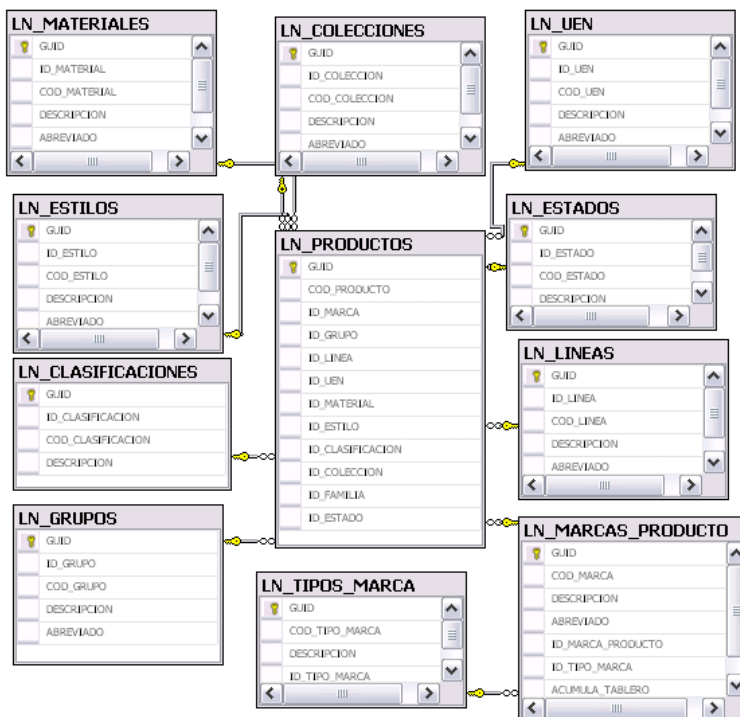 LN_MATERIALES
GUID
ID_MATERIAL
COD_MATERIAL
DESCRIPCION
ABREVIADO
LN_COLECCIONES
GUID
ID_COLECCION
COD_COLECCION
DESCRIPCION
ABREVIADO
LN_UEN
GUID
ID_UEN
COD_UEN
DESCRIPCION
ABREVIADO
LN_ESTILOS
GUID
ID_ESTILO
COD_ESTILO
DESCRIPCION
ABREVIADO
LN_PRODUCTOS
GUID
COD_PRODUCTO
ID_MARCA
ID_GRUPO
ID_LINEA
ID_UEN
ID_MATERIAL
ID_ESTILO
ID_CLASIFICACION
ID_COLECCION
ID_FAMILIA
ID_ESTADO
LN_ESTADOS
GUID
ID_ESTADO
COD_ESTADO
DESCRIPCION
LN_CLASIFICACIONES
GUID
ID_CLASIFICACION
COD_CLASIFICACION
DESCRIPCION
LN_LINEAS
GUID
ID_LINEA
COD_LINEA
DESCRIPCION
ABREVIADO
LN_GRUPOS
GUID
ID_GRUPO
COD_GRUPO
DESCRIPCION
ABREVIADO
LN_TIPOS_MARCA
GUID
COD_TIPO_MARCA
DESCRIPCION
ID_TIPO_MARCA
LN_MARCAS_PRODUCTO
GUID
COD_MARCA
DESCRIPCION
ABREVIADO
ID_MARCA_PRODUCTO
ID_TIPO_MARCA
ACUMULA_TABLERO